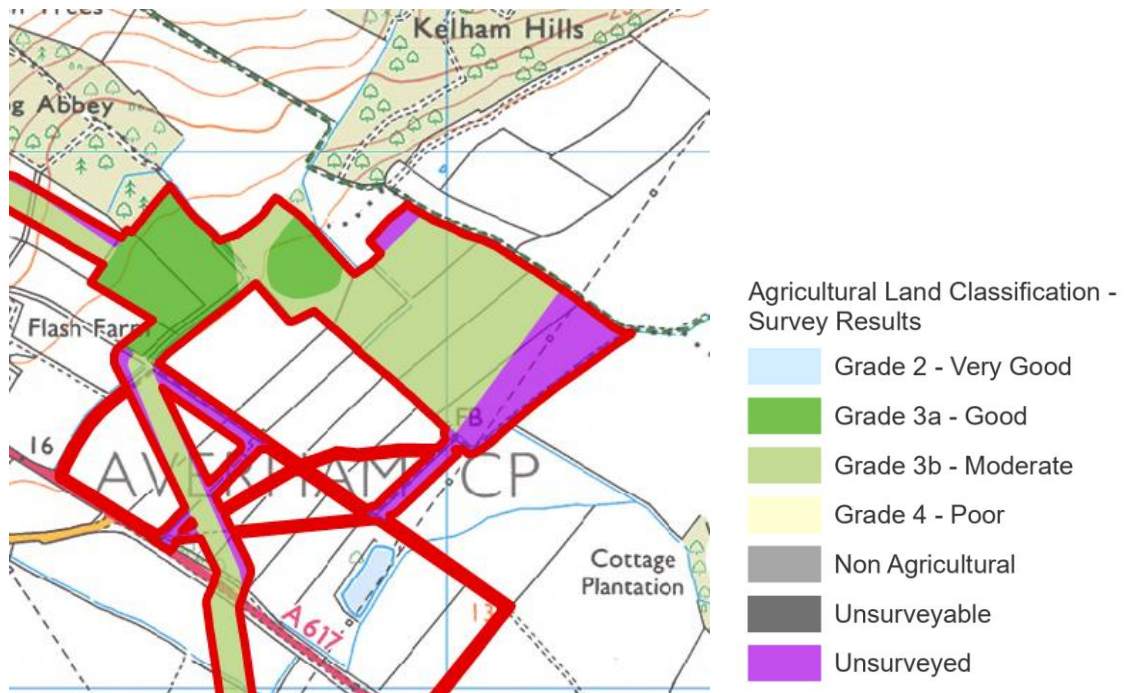 Kelham Hills
g Abbey
Flash Farm
FB
16
AVERHAM CP
Cottage
Plantation
13
A617
Agricultural Land Classification -
Survey Results
Grade 2 - Very Good
Grade 3a - Good
Grade 3b - Moderate
Grade 4 - Poor
Non Agricultural
Unsurveyable
Unsurveyed